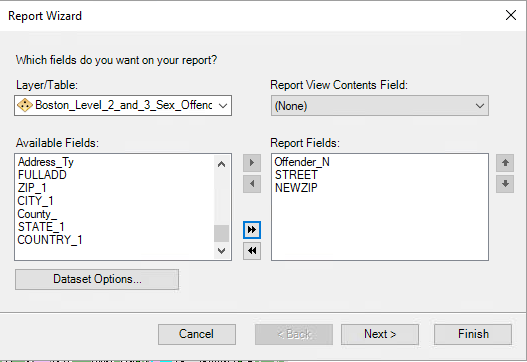 Report Wizard
Which fields do you want on your report?
Layer/Table:
Report View Contents Field:
Boston_Level_2_and_3_Sex_Offenc
(None)
Available Fields:
Report Fields:
Address_Ty
FULLADD
ZIP_1
CITY_1
County_
STATE_1
COUNTRY_1
Offender_N
STREET
NEWZIP
Dataset Options...
Cancel
< Back
Next >
Finish